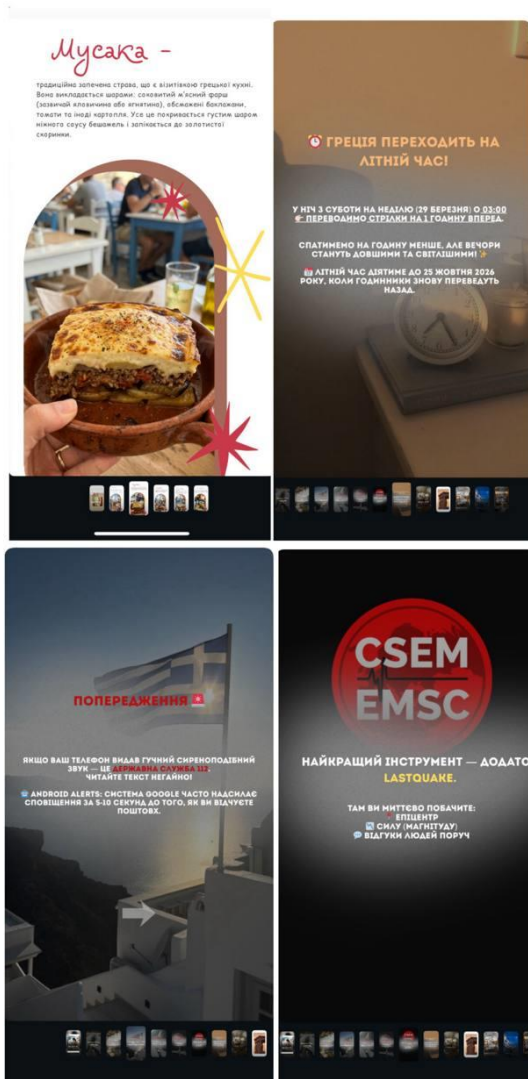 Мусака -
традиційна запечена страва, що є візитівкою грецької кухні.
Вона викладається шарами: соковитий м'ясний фарш
(зазвичай яловичина або ягнятина), обсмажені баклажани,
томати та іноді картопля. Усе це покривається густим шаром
ніжного соусу бешамель і запікається до золотистої
скоринки.
⏰ ГРЕЦІЯ ПЕРЕХОДИТЬ НА
ЛІТНІЙ ЧАС!
У НІЧ З СУБОТИ НА НЕДІЛЮ (29 БЕРЕЗНЯ) О 03:00
👉 ПЕРЕВОДИМО СТРІЛКИ НА 1 ГОДИНУ ВПЕРЕД.
СПАТИМЕМО НА ГОДИНУ МЕНШЕ, АЛЕ ВЕЧОРИ
СТАНУТЬ ДОВШИМИ ТА СВІТЛІШИМИ! ✨
📅 ЛІТНІЙ ЧАС ДІЯТИМЕ ДО 25 ЖОВТНЯ 2026
РОКУ, КОЛИ ГОДИННИКИ ЗНОВУ ПЕРЕВЕДУТЬ
НАЗАД.
ПОПЕРЕДЖЕННЯ 🚨
ЯКЩО ВАШ ТЕЛЕФОН ВИДАВ ГУЧНИЙ СИРЕНОПОДІБНИЙ
ЗВУК — ЦЕ ДЕРЖАВНА СЛУЖБА 112.
ЧИТАЙТЕ ТЕКСТ НЕГАЙНО!
ANDROID ALERTS: СИСТЕМА GOOGLE ЧАСТО НАДСИЛАЄ
СПОВІЩЕННЯ ЗА 5-10 СЕКУНД ДО ТОГО, ЯК ВИ ВІДЧУЄТЕ
ПОШТОВХ.
CSEM
EMSC
НАЙКРАЩИЙ ІНСТРУМЕНТ — ДОДАТО
LASTQUAKE.
ТАМ ВИ МИТТЄВО ПОБАЧИТЕ:
📍 ЕПІЦЕНТР
СИЛУ (МАГНІТУДУ)
💬 ВІДГУКИ ЛЮДЕЙ ПОРУЧ